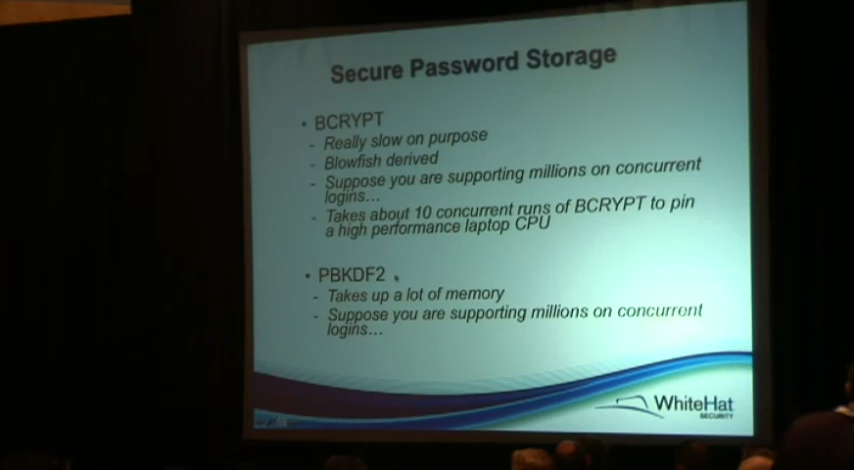 Secure Password Storage
• BCRYPT
- Really slow on purpose
- Blowfish derived
- Suppose you are supporting millions on concurrent
logins...
- Takes about 10 concurrent runs of BCRYPT to pin
a high performance laptop CPU
• PBKDF2
- Takes up a lot of memory
- Suppose you are supporting millions on concurrent
logins...
WhiteHat
SECURITY